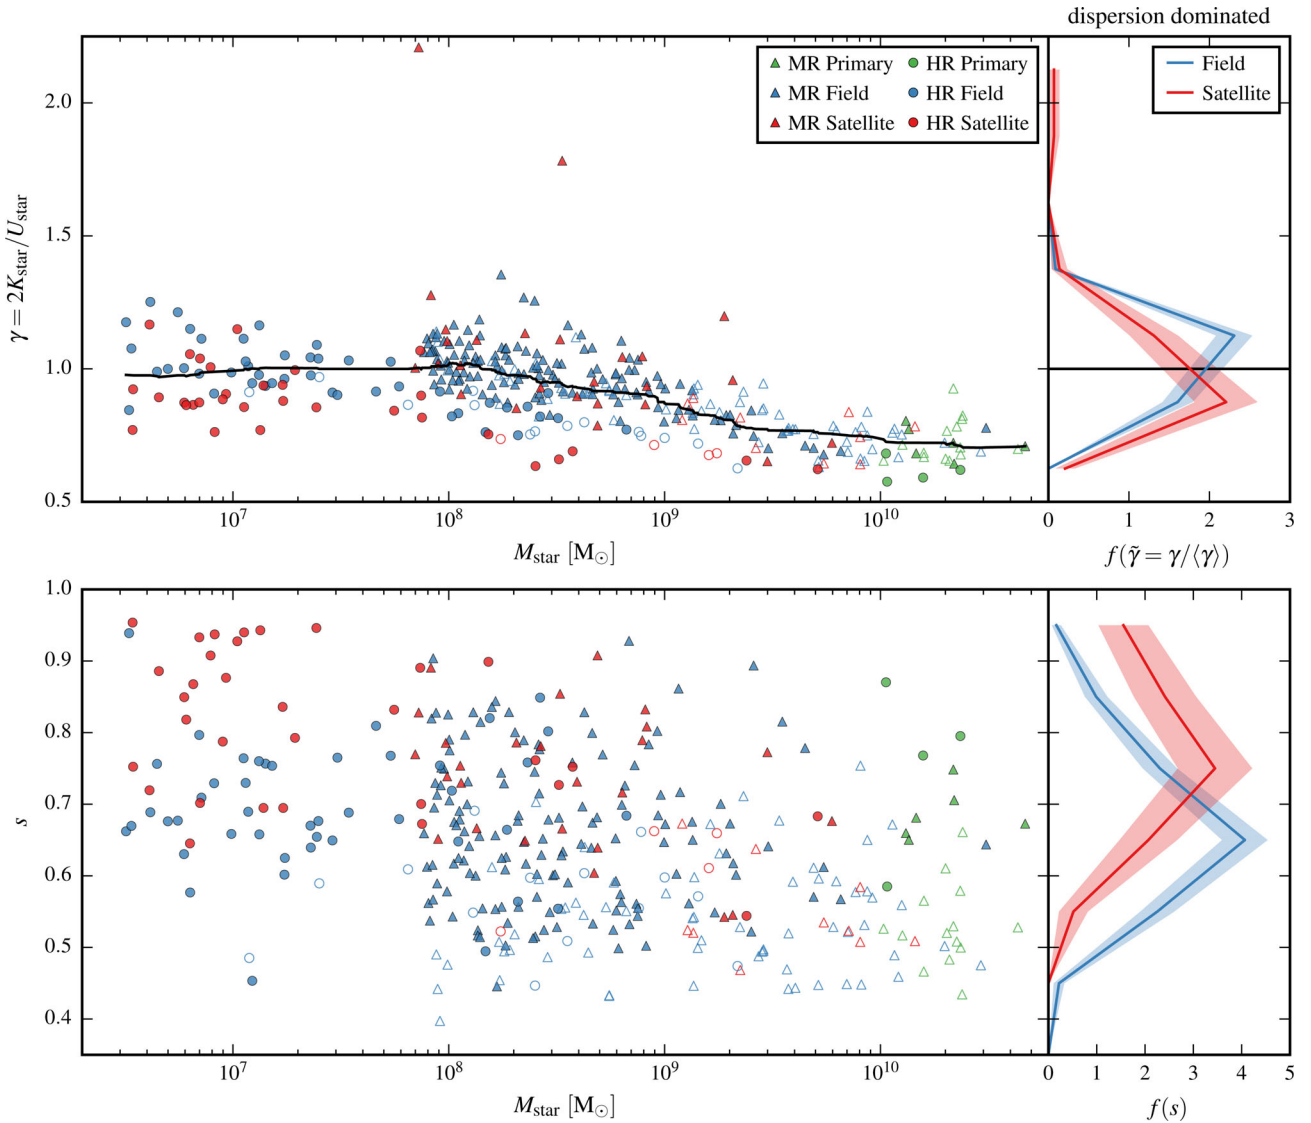 dispersion dominated
MR Primary HR Primary
MR Field HR Field
MR Satellite HR Satellite
Field
Satellite
γ = 2K_star/U_star
2.0
1.5
1.0
0.5
10^7 10^8 10^9 10^10
M_star [M_⊙]
0 1 2 3
f(γ̃ = γ/⟨γ⟩)
s
1.0
0.9
0.8
0.7
0.6
0.5
0.4
10^7 10^8 10^9 10^10
M_star [M_⊙]
0 1 2 3 4 5
f(s)